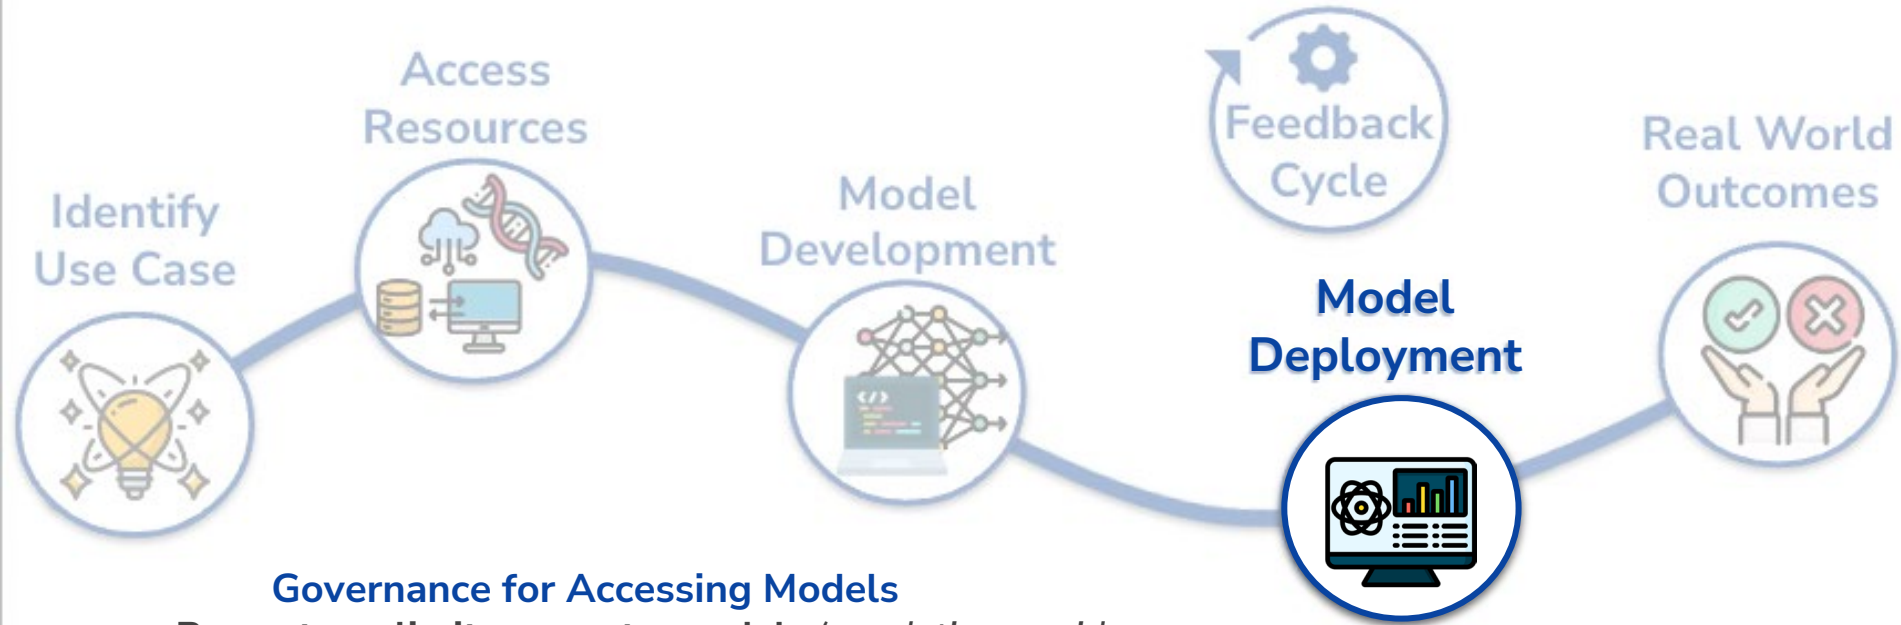 Access
Resources
Feedback
Cycle
Real World
Outcomes
Identify
Use Case
Model
Development
Model
Deployment
</>
Governance for Accessing Models